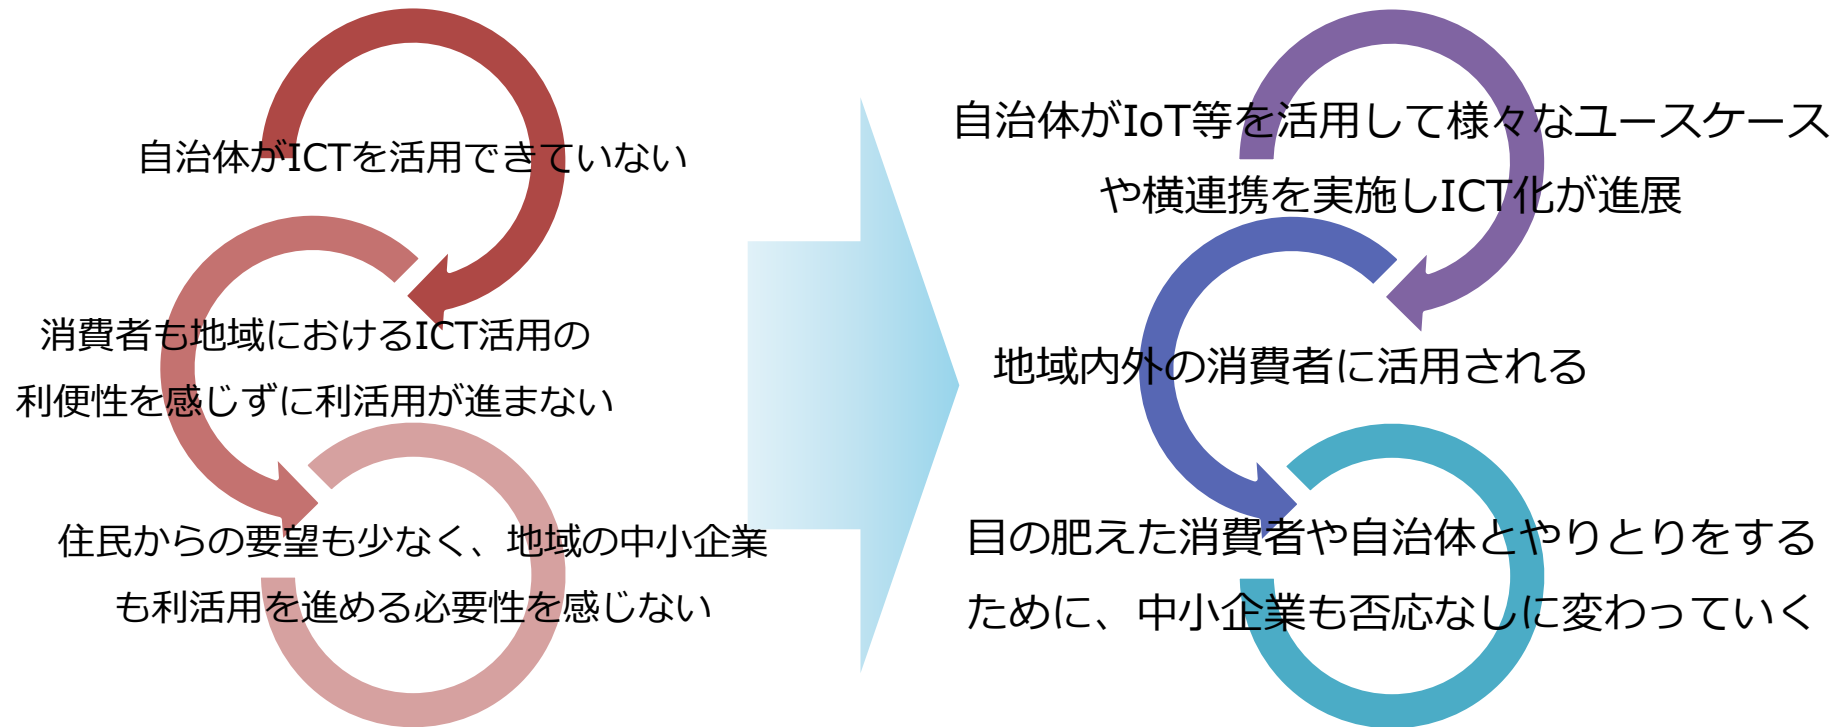 自治体がICTを活用できていない
消費者も地域におけるICT活用の
利便性を感じずに利活用が進まない
住民からの要望も少なく、地域の中小企業
も利活用を進める必要性を感じない
自治体がIoT等を活用して様々なユースケース
や横連携を実施しICT化が進展
地域内外の消費者に活用される
目の肥えた消費者や自治体とやりとりをする
ために、中小企業も否応なしに変わっていく